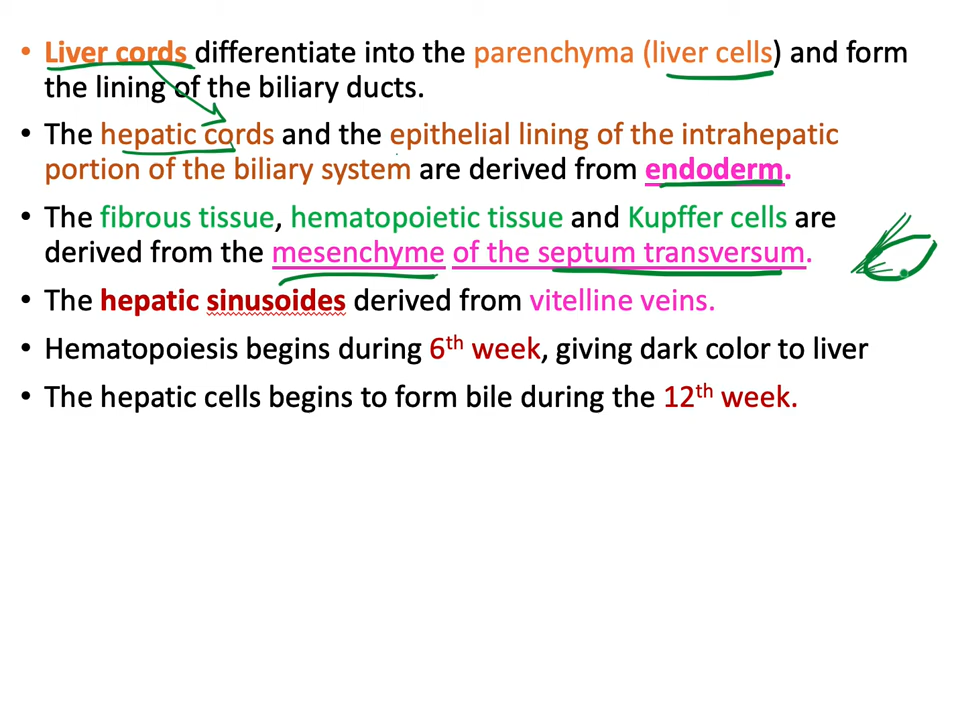 • Liver cords differentiate into the parenchyma (liver cells) and form
the lining of the biliary ducts.
• The hepatic cords and the epithelial lining of the intrahepatic
portion of the biliary system are derived from endoderm.
• The fibrous tissue, hematopoietic tissue and Kupffer cells are
derived from the mesenchyme of the septum transversum.
• The hepatic sinusoides derived from vitelline veins.
• Hematopoiesis begins during 6th week, giving dark color to liver
• The hepatic cells begins to form bile during the 12th week.